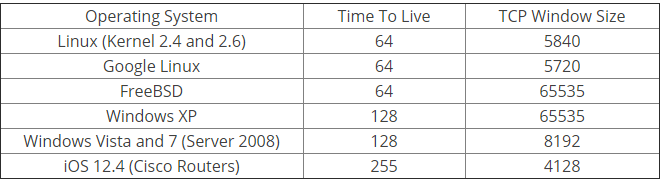 Operating System Time To Live TCP Window Size
Linux (Kernel 2.4 and 2.6) 64 5840
Google Linux 64 5720
FreeBSD 64 65535
Windows XP 128 65535
Windows Vista and 7 (Server 2008) 128 8192
iOS 12.4 (Cisco Routers) 255 4128